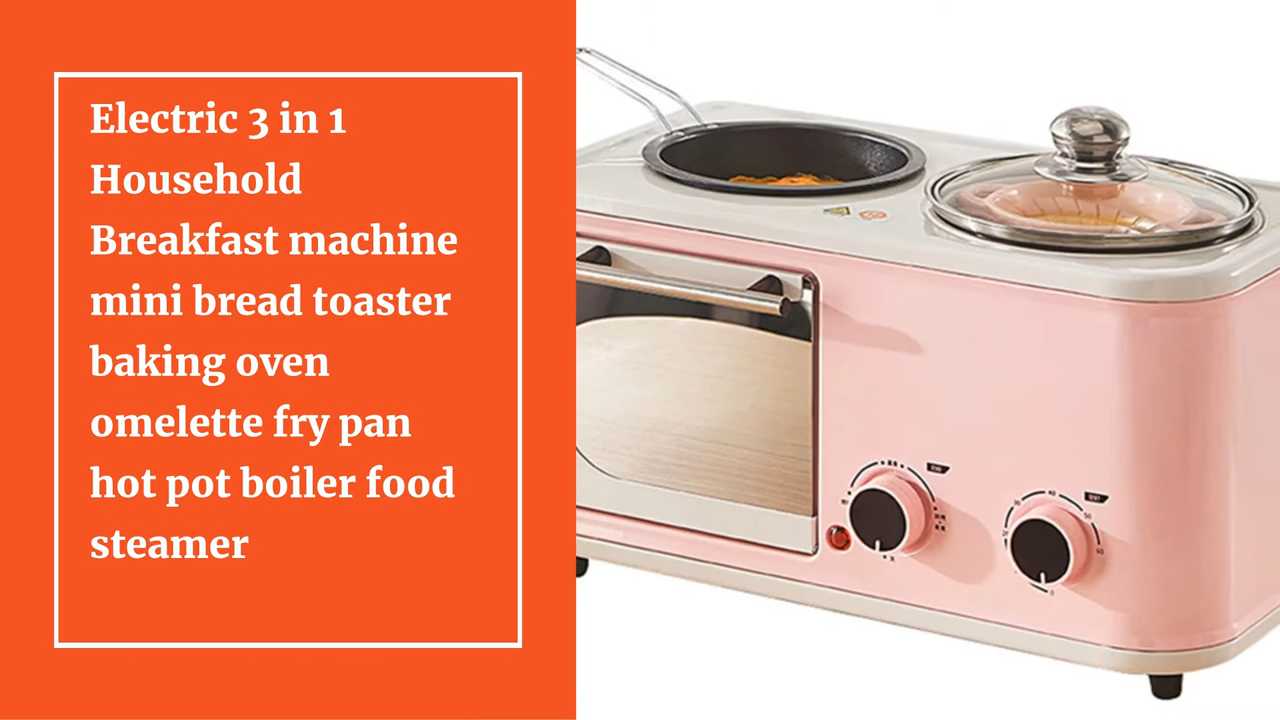 Electric 3 in 1
Household
Breakfast machine
mini bread toaster
baking oven
omelette fry pan
hot pot boiler food
steamer